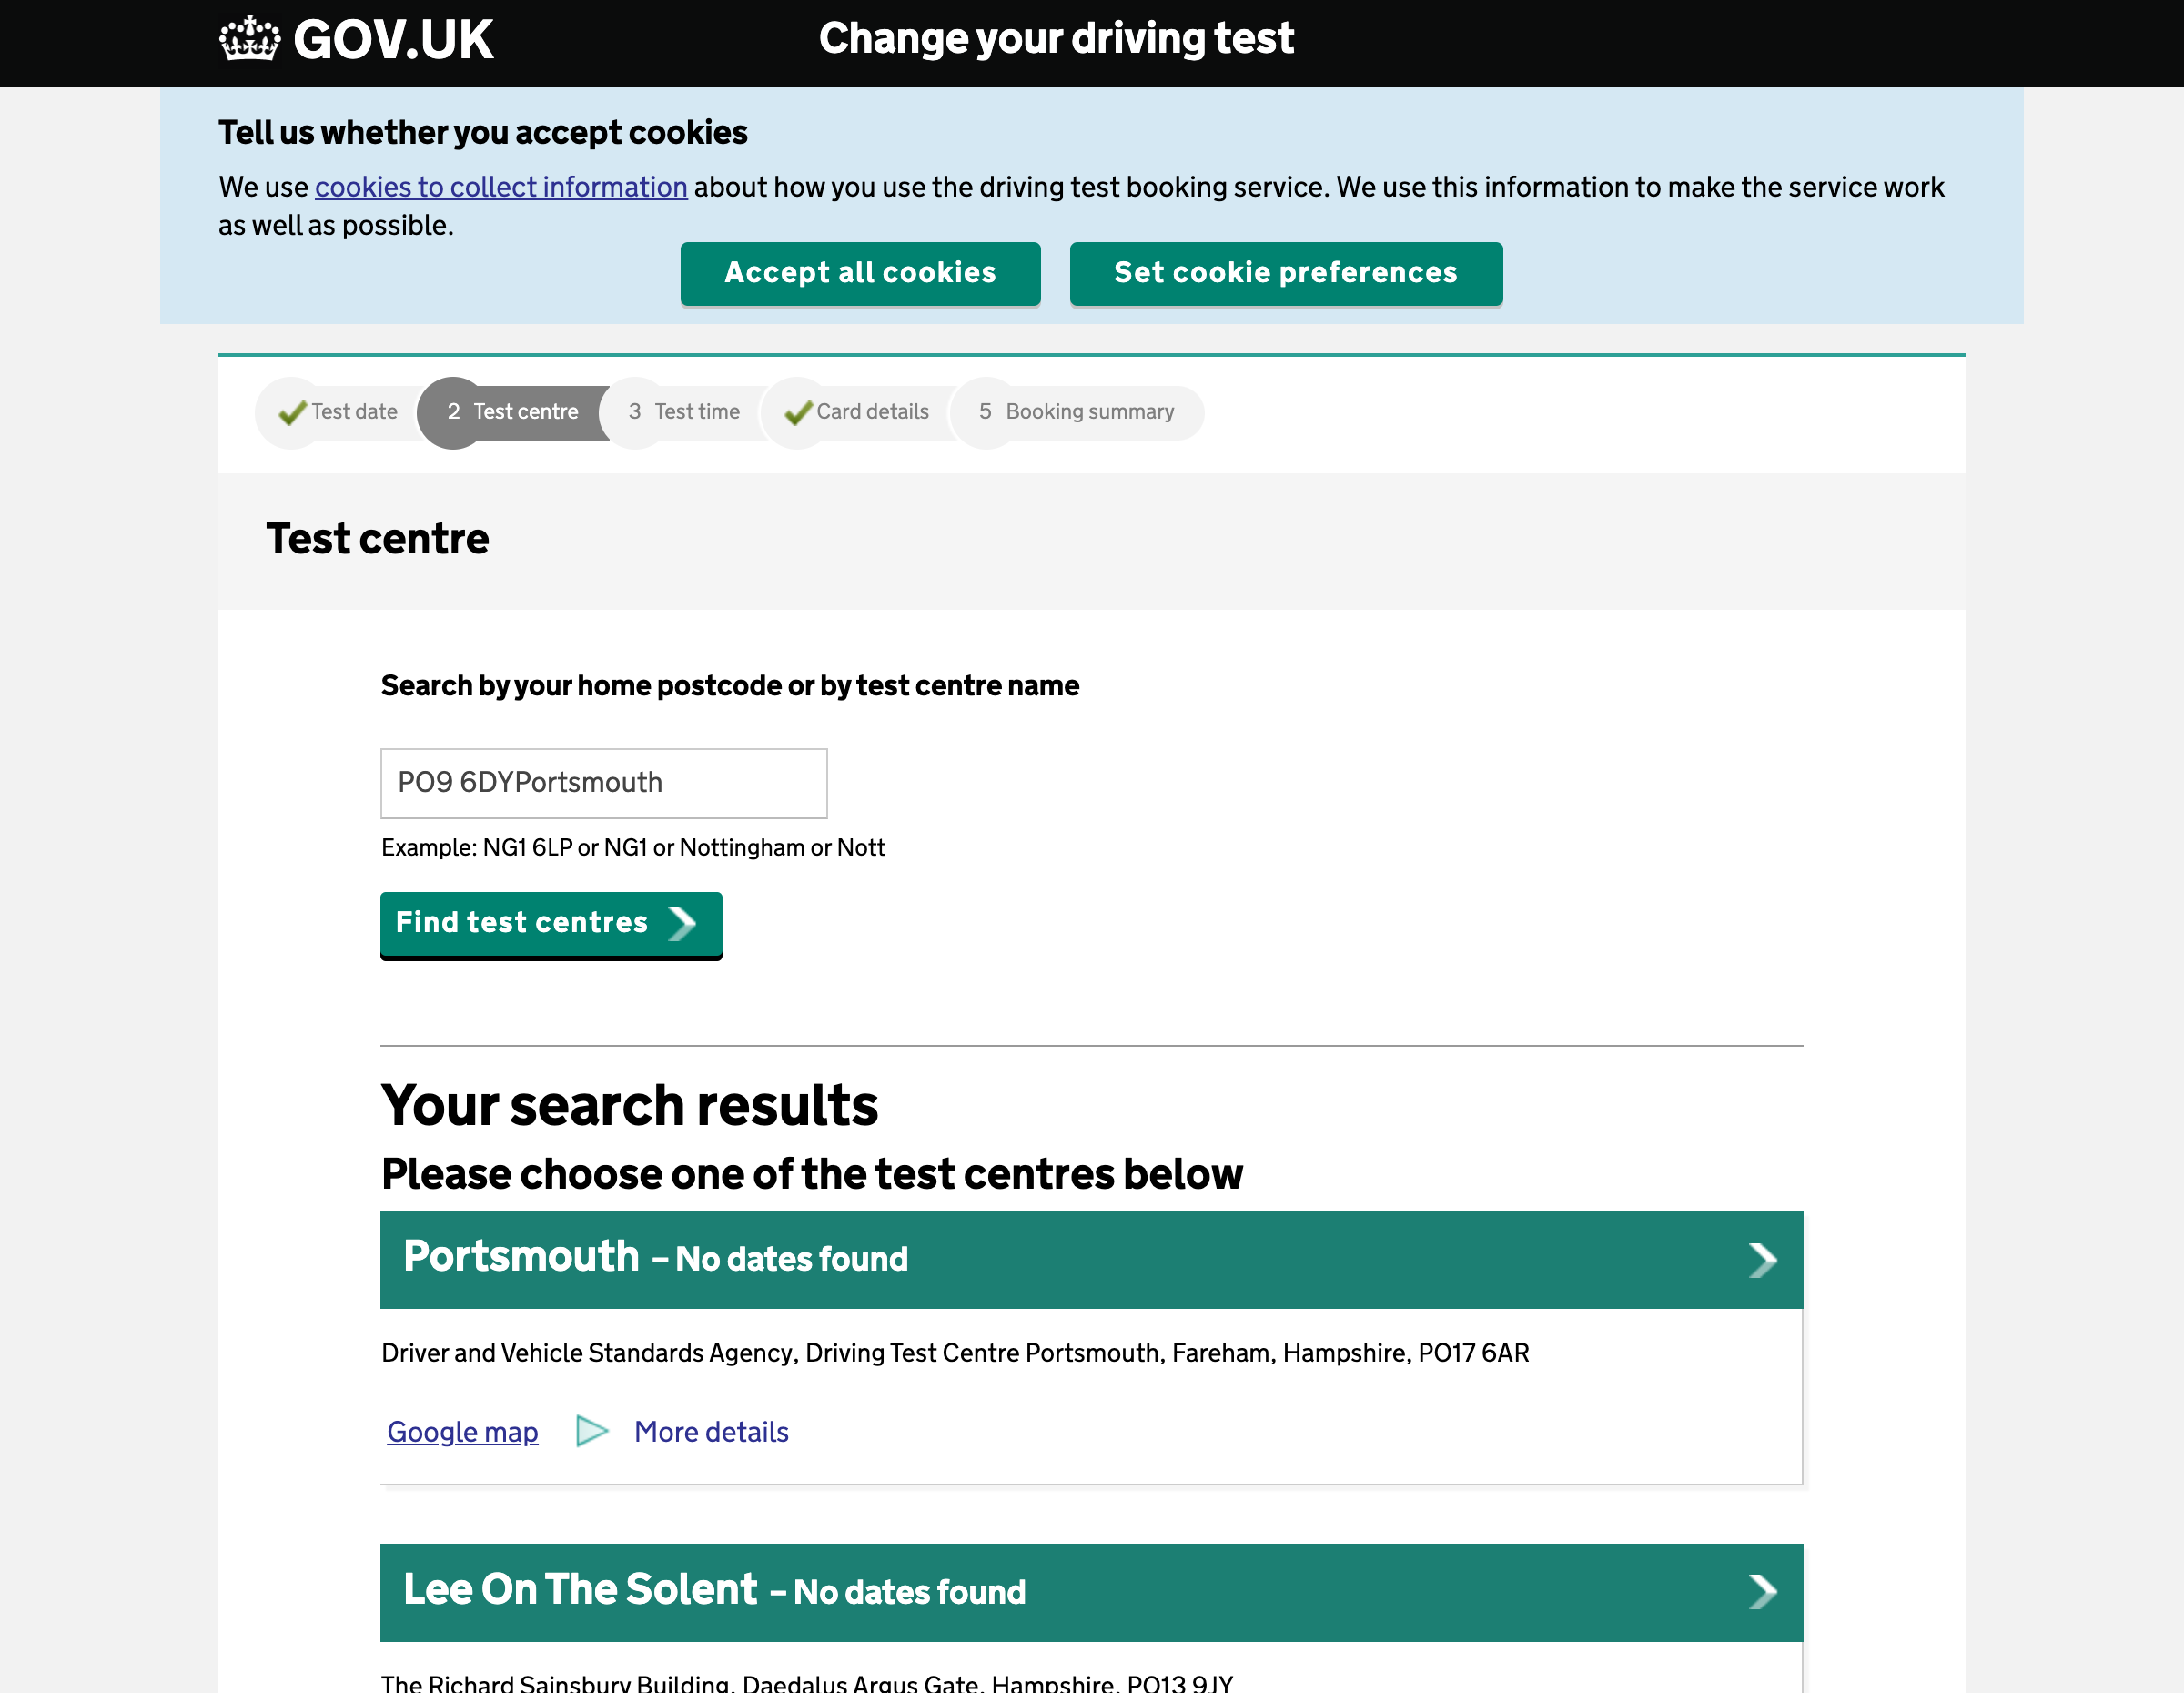 GOV.UK
Change your driving test
Tell us whether you accept cookies
We use cookies to collect information about how you use the driving test booking service. We use this information to make the service work
as well as possible.
Accept all cookies
Set cookie preferences
Test date
2 Test centre
3 Test time
Card details
5 Booking summary
Test centre
Search by your home postcode or by test centre name
PO9 6DYPortsmouth
Example: NG1 6LP or NG1 or Nottingham or Nott
Find test centres
Your search results
Please choose one of the test centres below
Portsmouth – No dates found
Driver and Vehicle Standards Agency, Driving Test Centre Portsmouth, Fareham, Hampshire, PO17 6AR
Google map
More details
Lee On The Solent – No dates found
The Richard Sainsbury Building, Daedalus Argus Gate, Hampshire, PO13 9JY